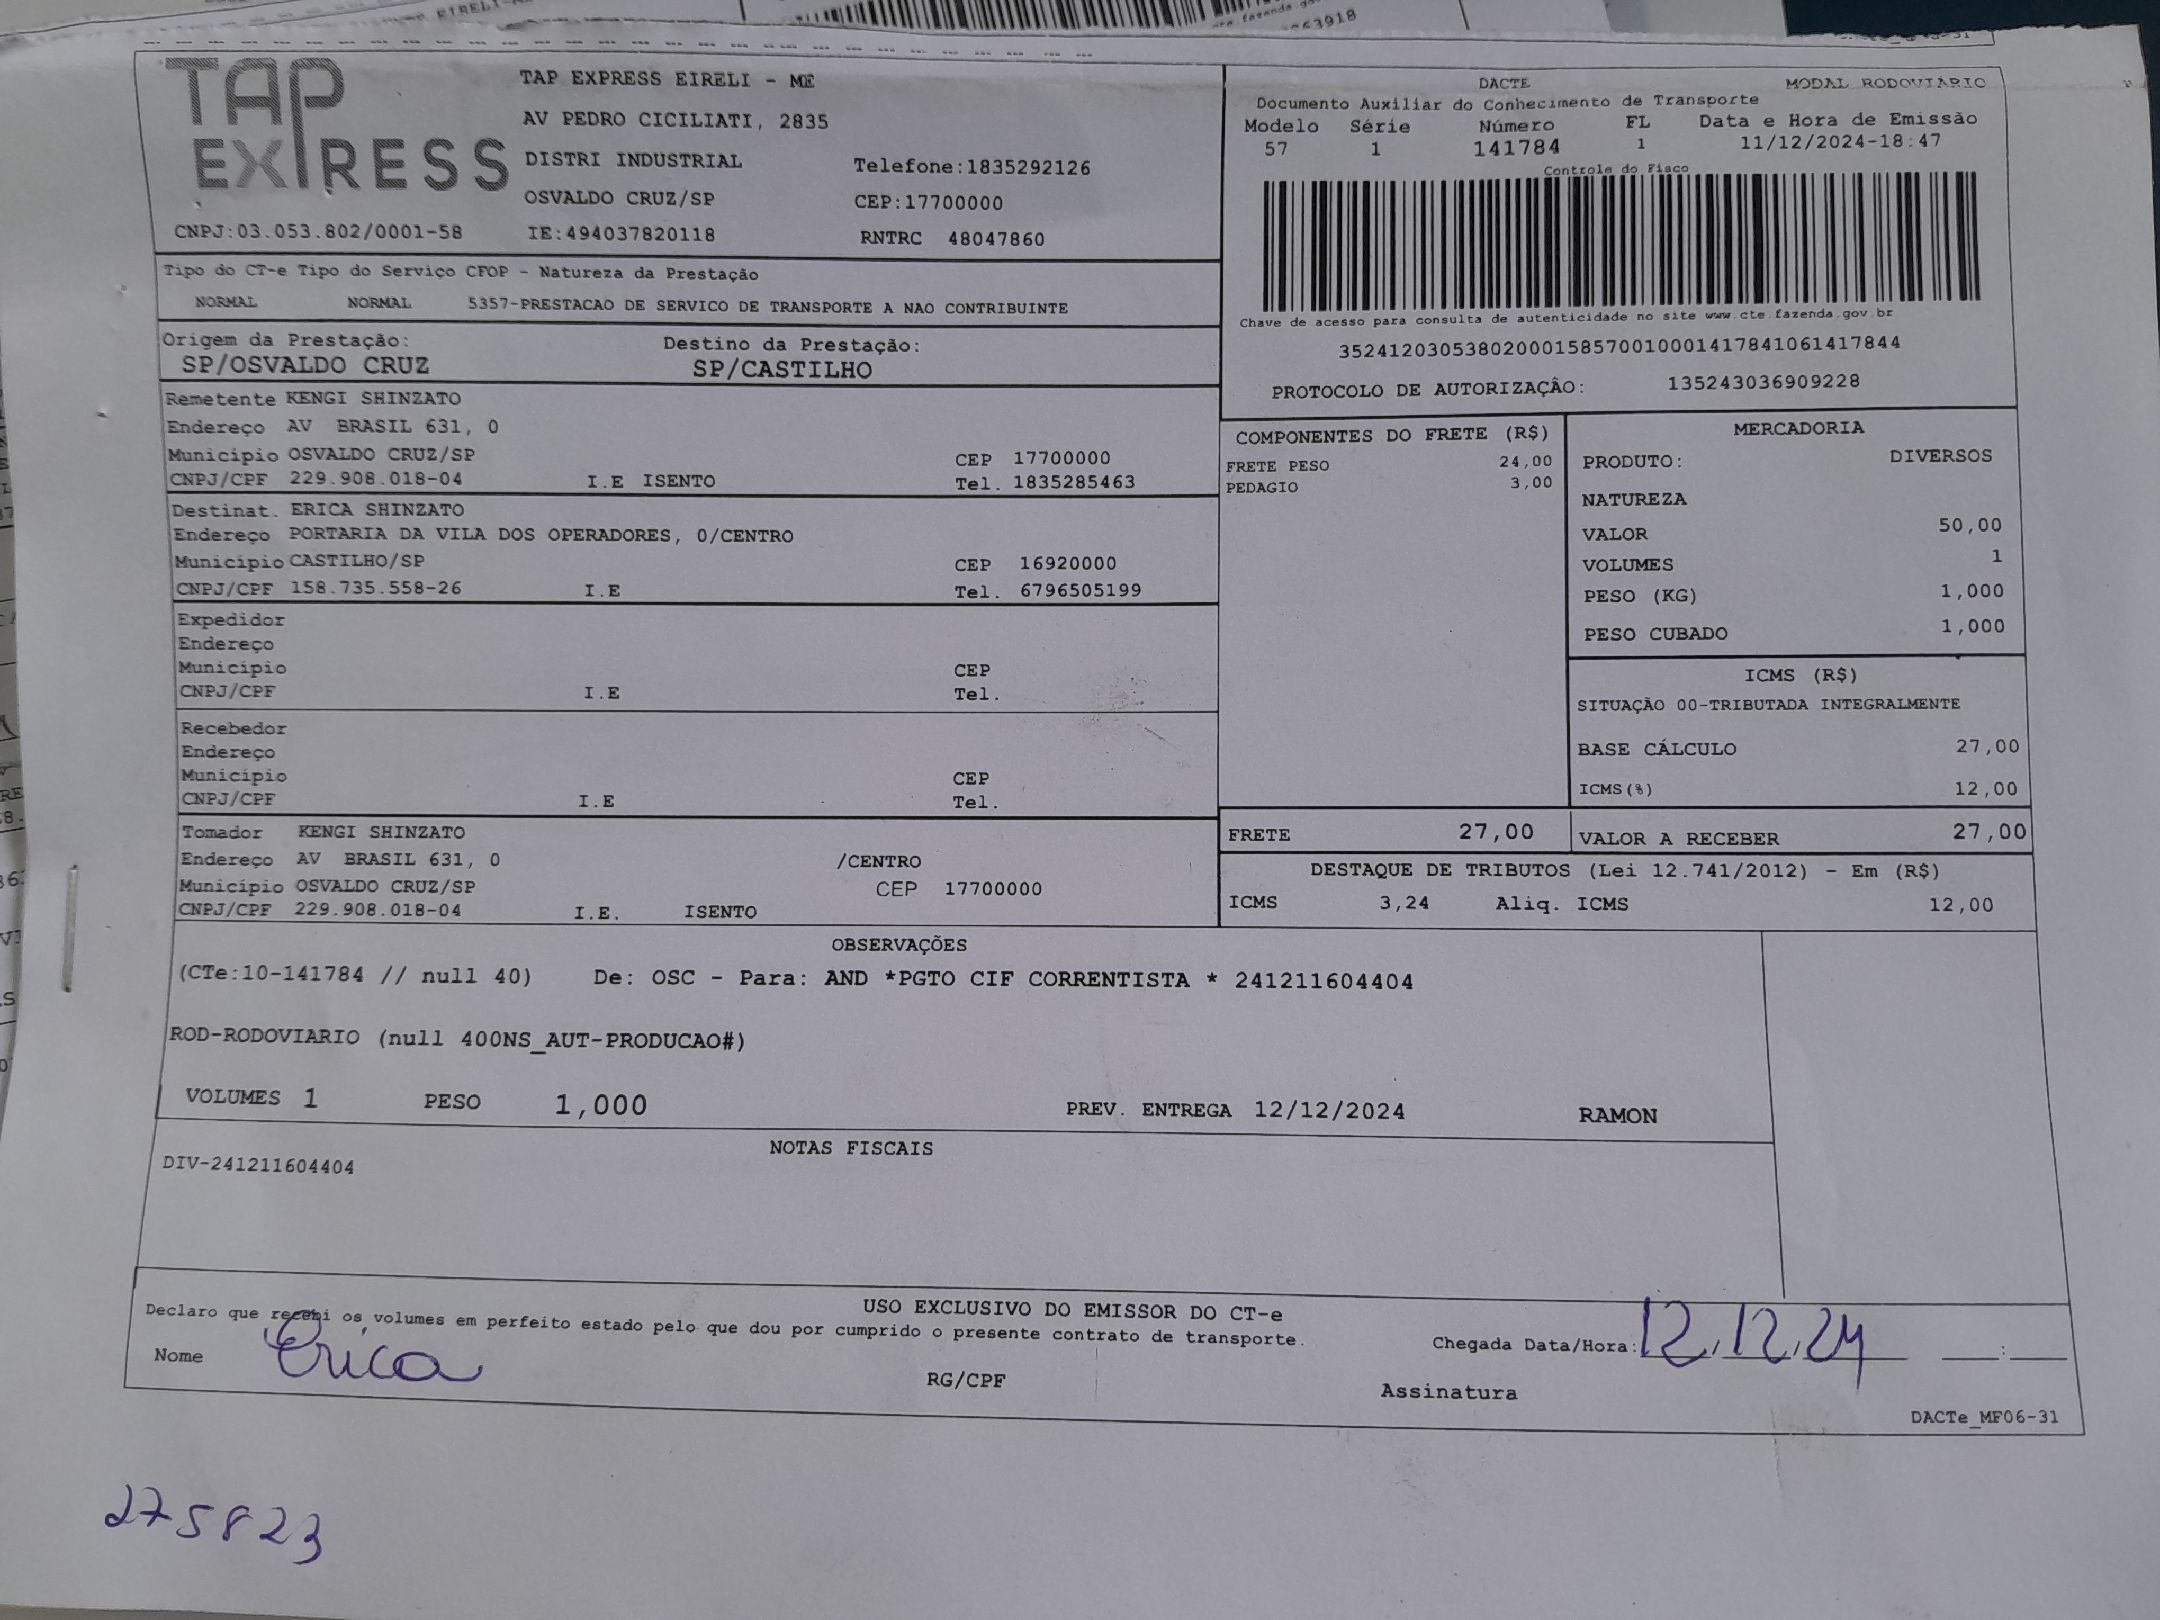 TAP
EXPRESS
TAP EXPRESS EIRELI - ME
AV PEDRO CICILIATI, 2835
DISTRI INDUSTRIAL Telefone:1835292126
OSVALDO CRUZ/SP CEP:17700000
CNPJ:03.053.802/0001-58 IE:494037820118 RNTRC 48047860
DACTE MODAL RODOVIÁRIO
Documento Auxiliar do Conhecimento de Transporte
Modelo Série Número FL Data e Hora de Emissão
57 1 141784 1 11/12/2024-18:47
Controle do Fisco
Chave de acesso para consulta de autenticidade no site www.cte.fazenda.gov.br
35241203053802000158570010001417841061417844
PROTOCOLO DE AUTORIZAÇÂO: 135243036909228
Tipo do CT-e Tipo do Serviço CFOP - Natureza da Prestação
NORMAL NORMAL 5357-PRESTACAO DE SERVICO DE TRANSPORTE A NAO CONTRIBUINTE
Origem da Prestação: Destino da Prestação:
SP/OSVALDO CRUZ SP/CASTILHO
Remetente KENGI SHINZATO
Endereço AV BRASIL 631, 0
Município OSVALDO CRUZ/SP CEP 17700000
CNPJ/CPF 229.908.018-04 I.E ISENTO Tel. 1835285463
Destinat. ERICA SHINZATO
Endereço PORTARIA DA VILA DOS OPERADORES, 0/CENTRO
Município CASTILHO/SP CEP 16920000
CNPJ/CPF 158.735.558-26 I.E Tel. 6796505199
Expedidor
Endereço
Município CEP
CNPJ/CPF I.E Tel.
Recebedor
Endereço
Município CEP
CNPJ/CPF I.E Tel.
Tomador KENGI SHINZATO
Endereço AV BRASIL 631, 0 /CENTRO
Município OSVALDO CRUZ/SP CEP 17700000
CNPJ/CPF 229.908.018-04 I.E. ISENTO
COMPONENTES DO FRETE (R$)
FRETE PESO 24,00
PEDAGIO 3,00
MERCADORIA
PRODUTO: DIVERSOS
NATUREZA
VALOR 50,00
VOLUMES 1
PESO (KG) 1,000
PESO CUBADO 1,000
ICMS (R$)
SITUAÇÃO 00-TRIBUTADA INTEGRALMENTE
BASE CÁLCULO 27,00
ICMS(%) 12,00
FRETE 27,00 VALOR A RECEBER 27,00
DESTAQUE DE TRIBUTOS (Lei 12.741/2012) - Em (R$)
ICMS 3,24 Aliq. ICMS 12,00
OBSERVAÇÕES
(CTe:10-141784 // null 40) De: OSC - Para: AND *PGTO CIF CORRENTISTA * 241211604404
ROD-RODOVIARIO (null 400NS_AUT-PRODUCAO#)
VOLUMES 1 PESO 1,000 PREV. ENTREGA 12/12/2024 RAMON
NOTAS FISCAIS
DIV-241211604404
USO EXCLUSIVO DO EMISSOR DO CT-e
Declaro que recebi os volumes em perfeito estado pelo que dou por cumprido o presente contrato de transporte.
Chegada Data/Hora: 12,12,24 __:__
Nome Erica RG/CPF Assinatura
DACTe_MF06-31
275823